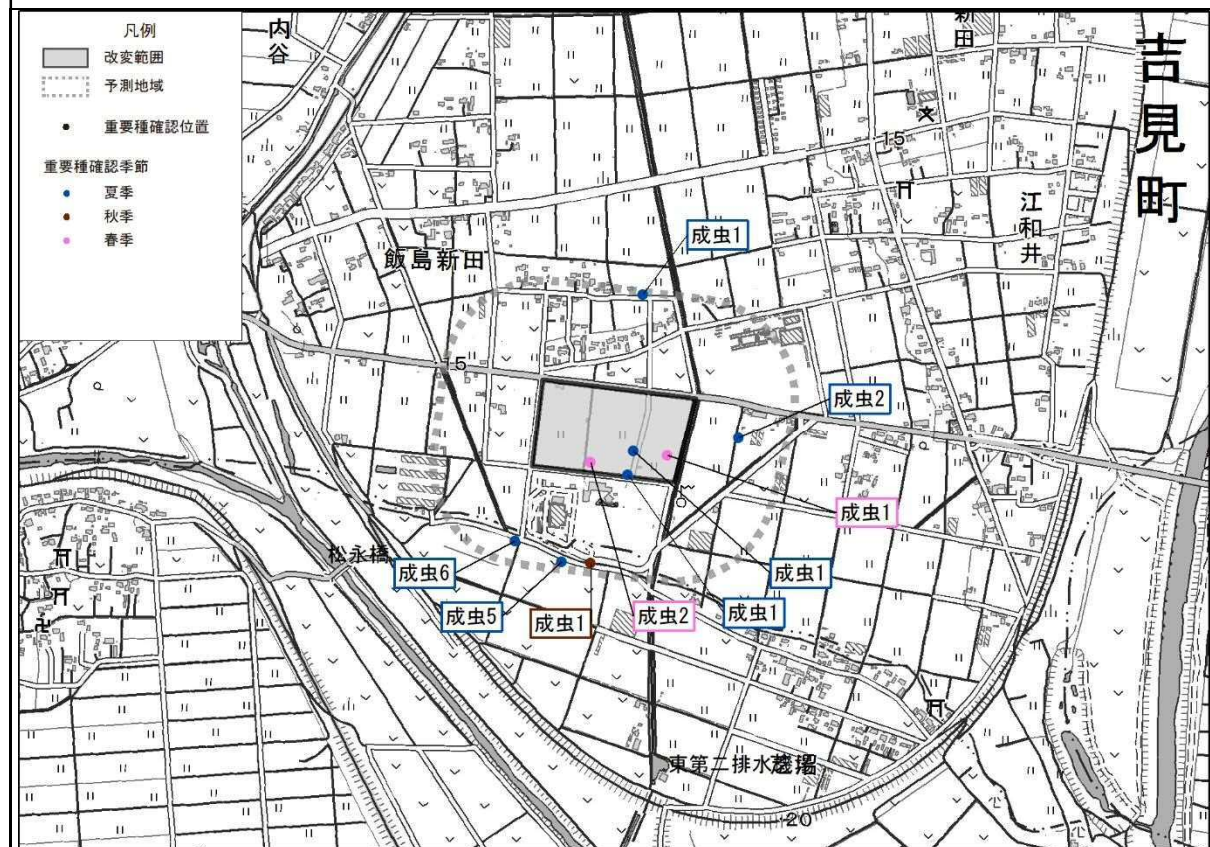 凡例
改変範囲
予測地域
重要種確認位置
重要種確認季節
夏季
秋季
春季
内谷
新田
吉見町
15
江和井
飯島新田
成虫1
15
成虫2
成虫1
松永橋
成虫6
成虫1
成虫5
成虫1
成虫2
成虫1
東第二排水
20